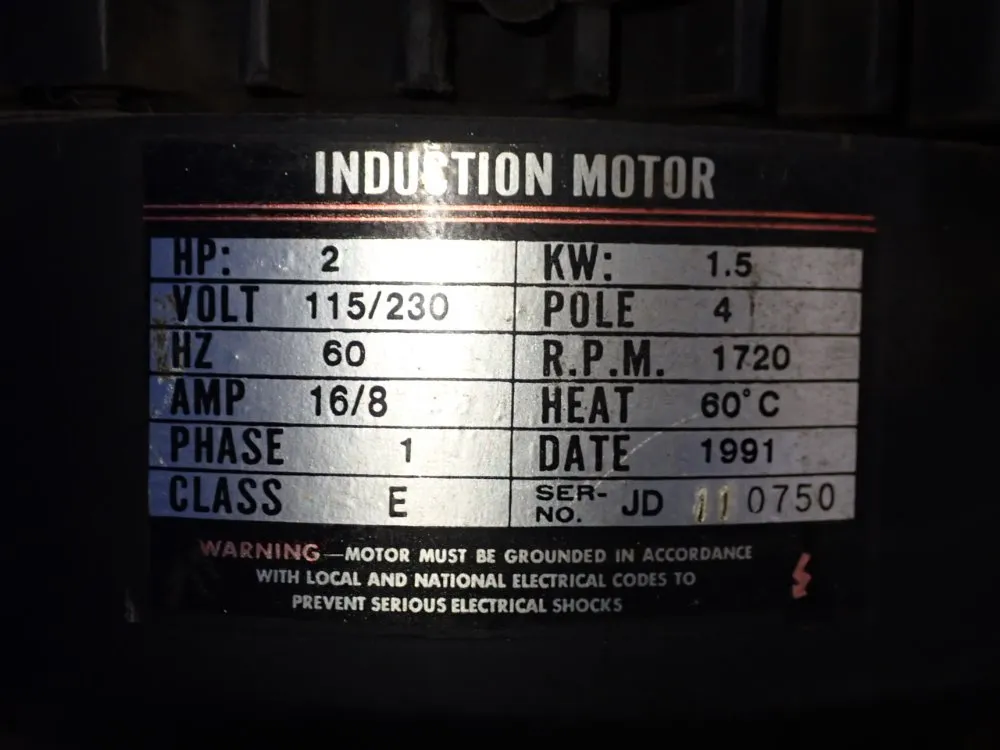 INDUCTION MOTOR
HP: 2 KW: 1.5
VOLT 115/230 POLE 4
HZ 60 R.P.M. 1720
AMP 16/8 HEAT 60°C
PHASE 1 DATE 1991
CLASS E SER-NO. JD 11 0750
WARNING—MOTOR MUST BE GROUNDED IN ACCORDANCE
WITH LOCAL AND NATIONAL ELECTRICAL CODES TO
PREVENT SERIOUS ELECTRICAL SHOCKS